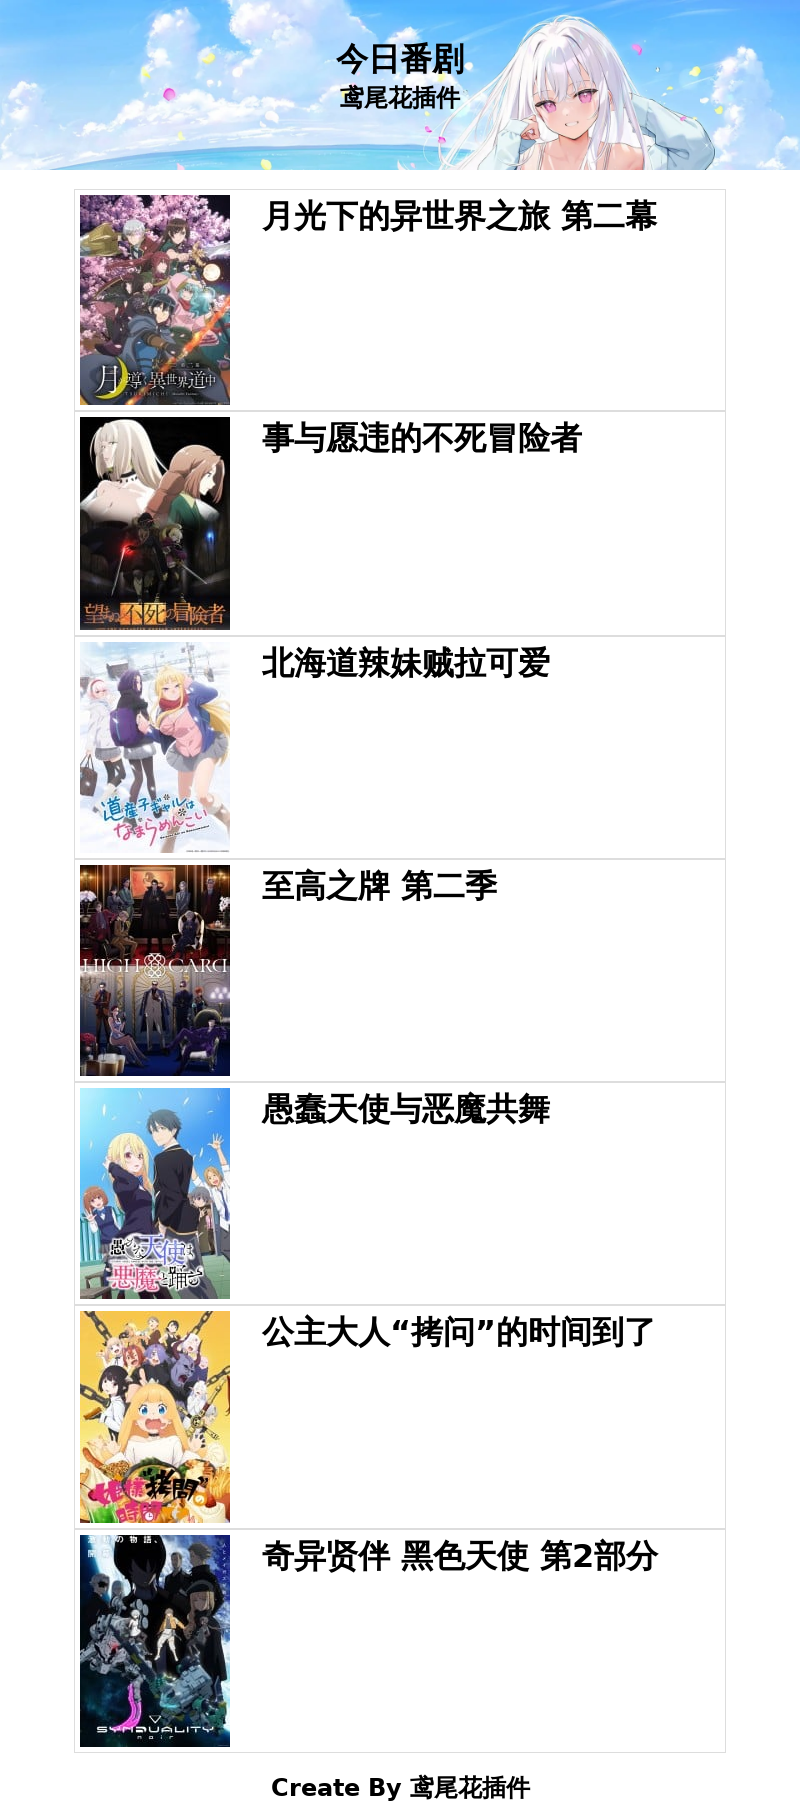 今日番剧
鸢尾花插件
月光下的异世界之旅 第二幕
月が導く異世界道中
TSUKIMICHI
事与愿违的不死冒险者
望まぬ不死の冒険者
北海道辣妹贼拉可爱
道産子ギャルは
なまらめんこい
至高之牌 第二季
HIGH CARD
愚蠢天使与恶魔共舞
愚かな天使は
悪魔と踊る
公主大人“拷问”的时间到了
姫様“拷問”の
時間です
奇异贤伴 黑色天使 第2部分
の物語、
SYNDUALITY
noir
Create By 鸢尾花插件